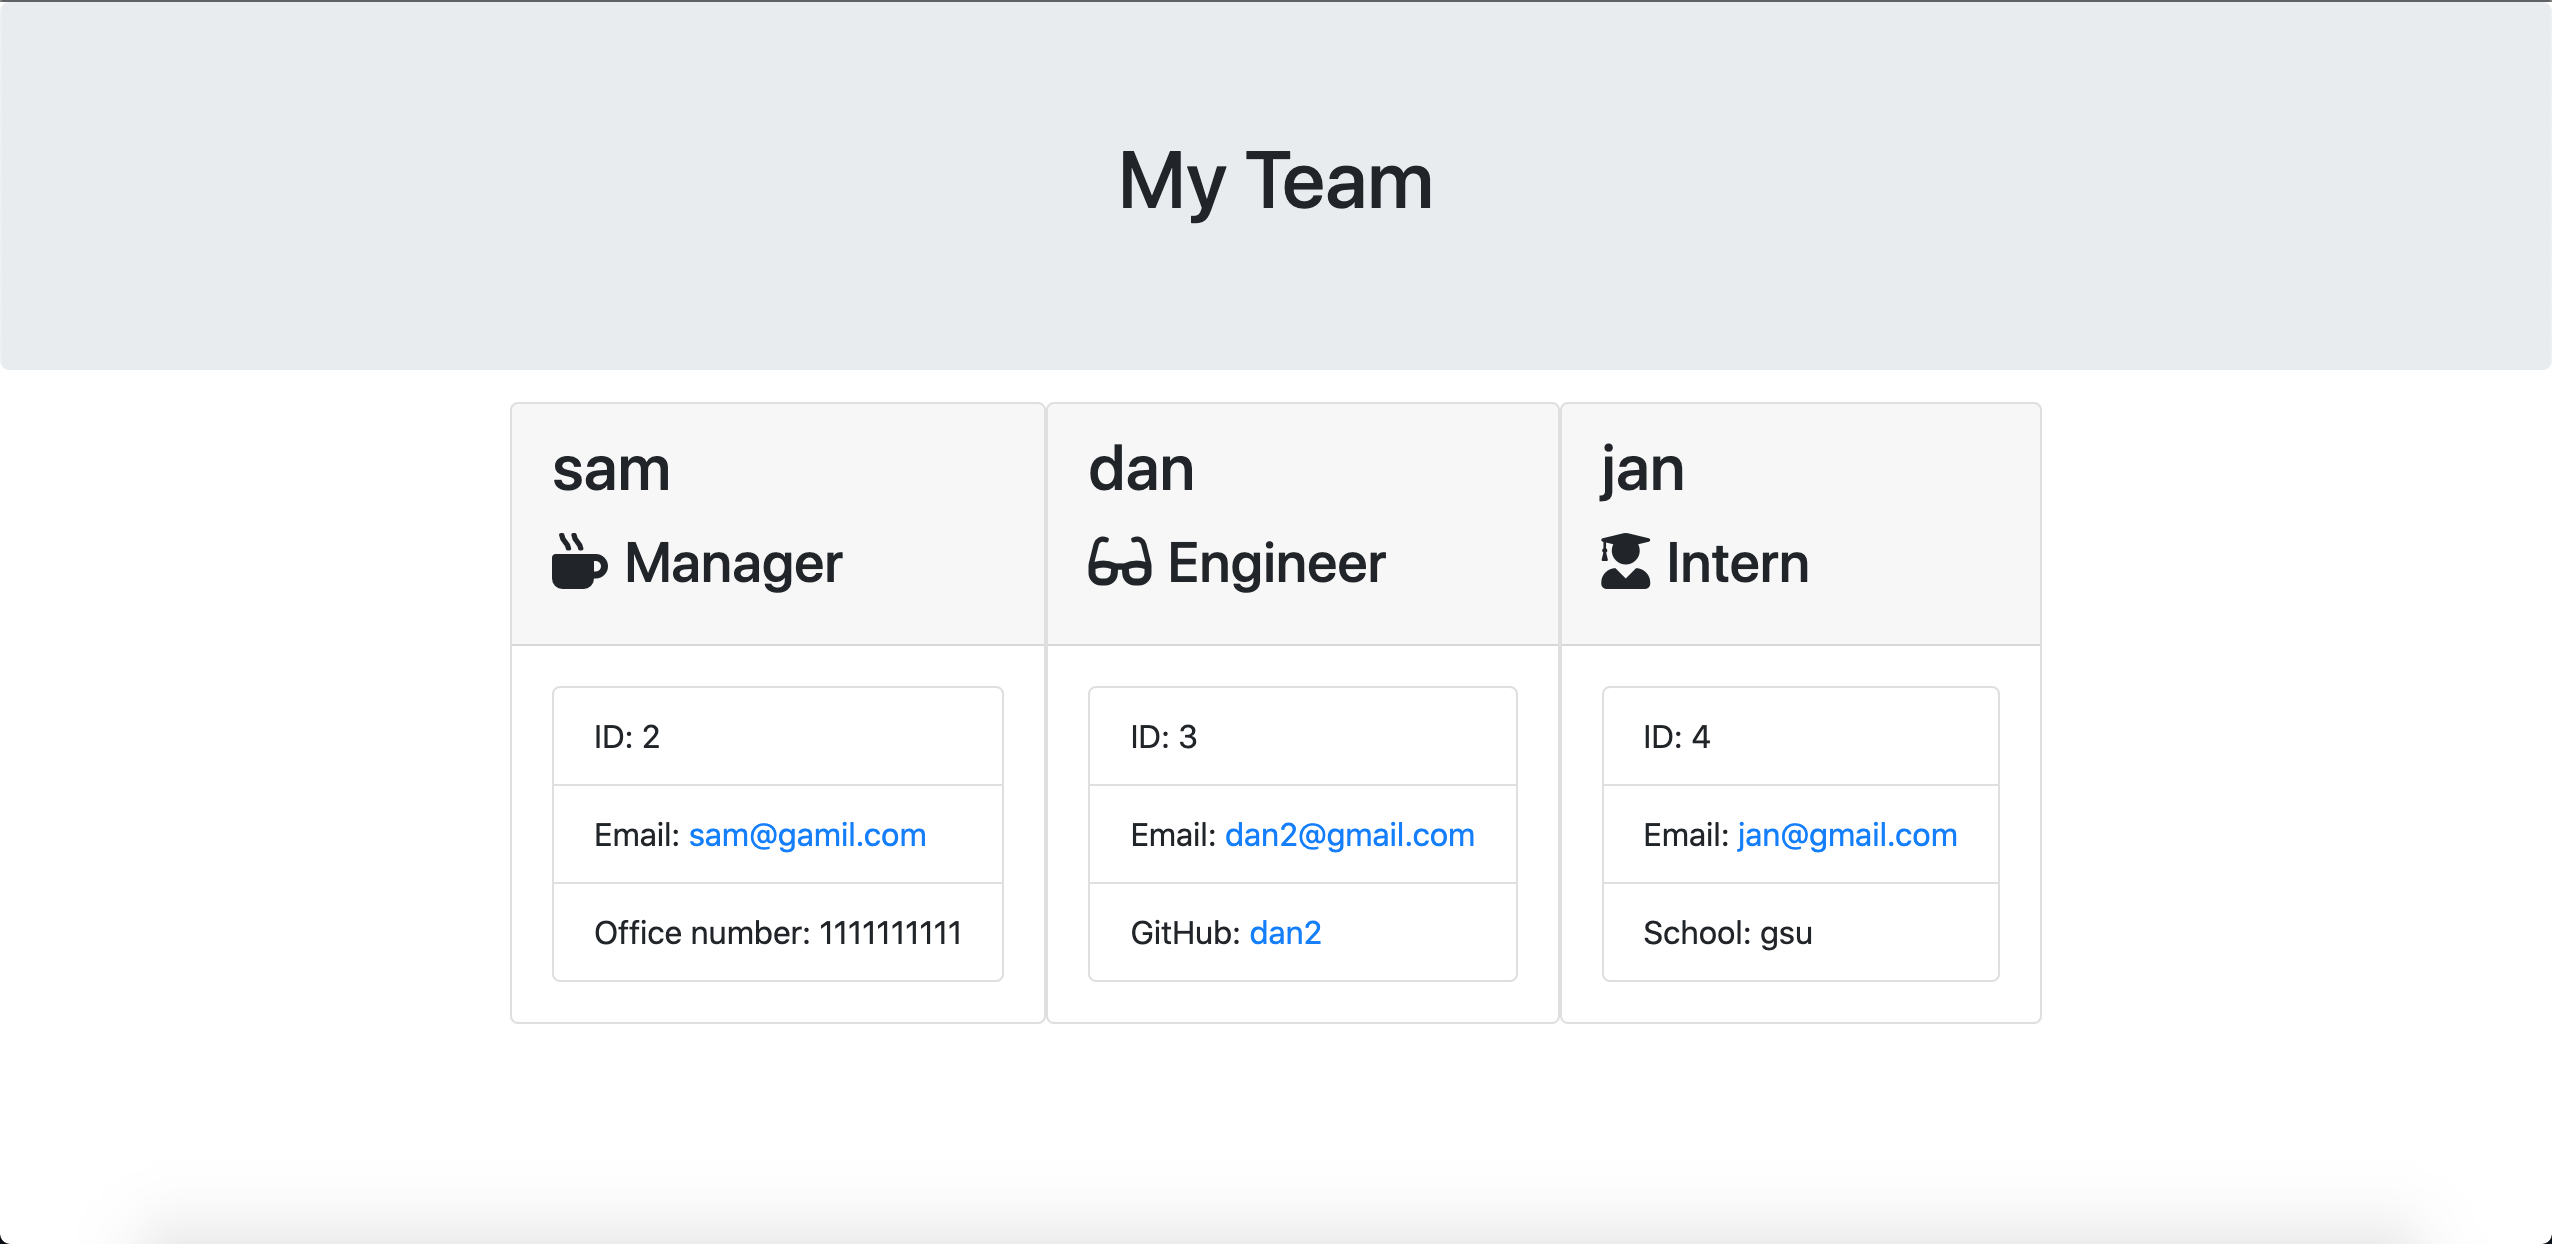 My Team
sam
Manager
ID: 2
Email: sam@gamil.com
Office number: 1111111111
dan
Engineer
ID: 3
Email: dan2@gmail.com
GitHub: dan2
jan
Intern
ID: 4
Email: jan@gmail.com
School: gsu